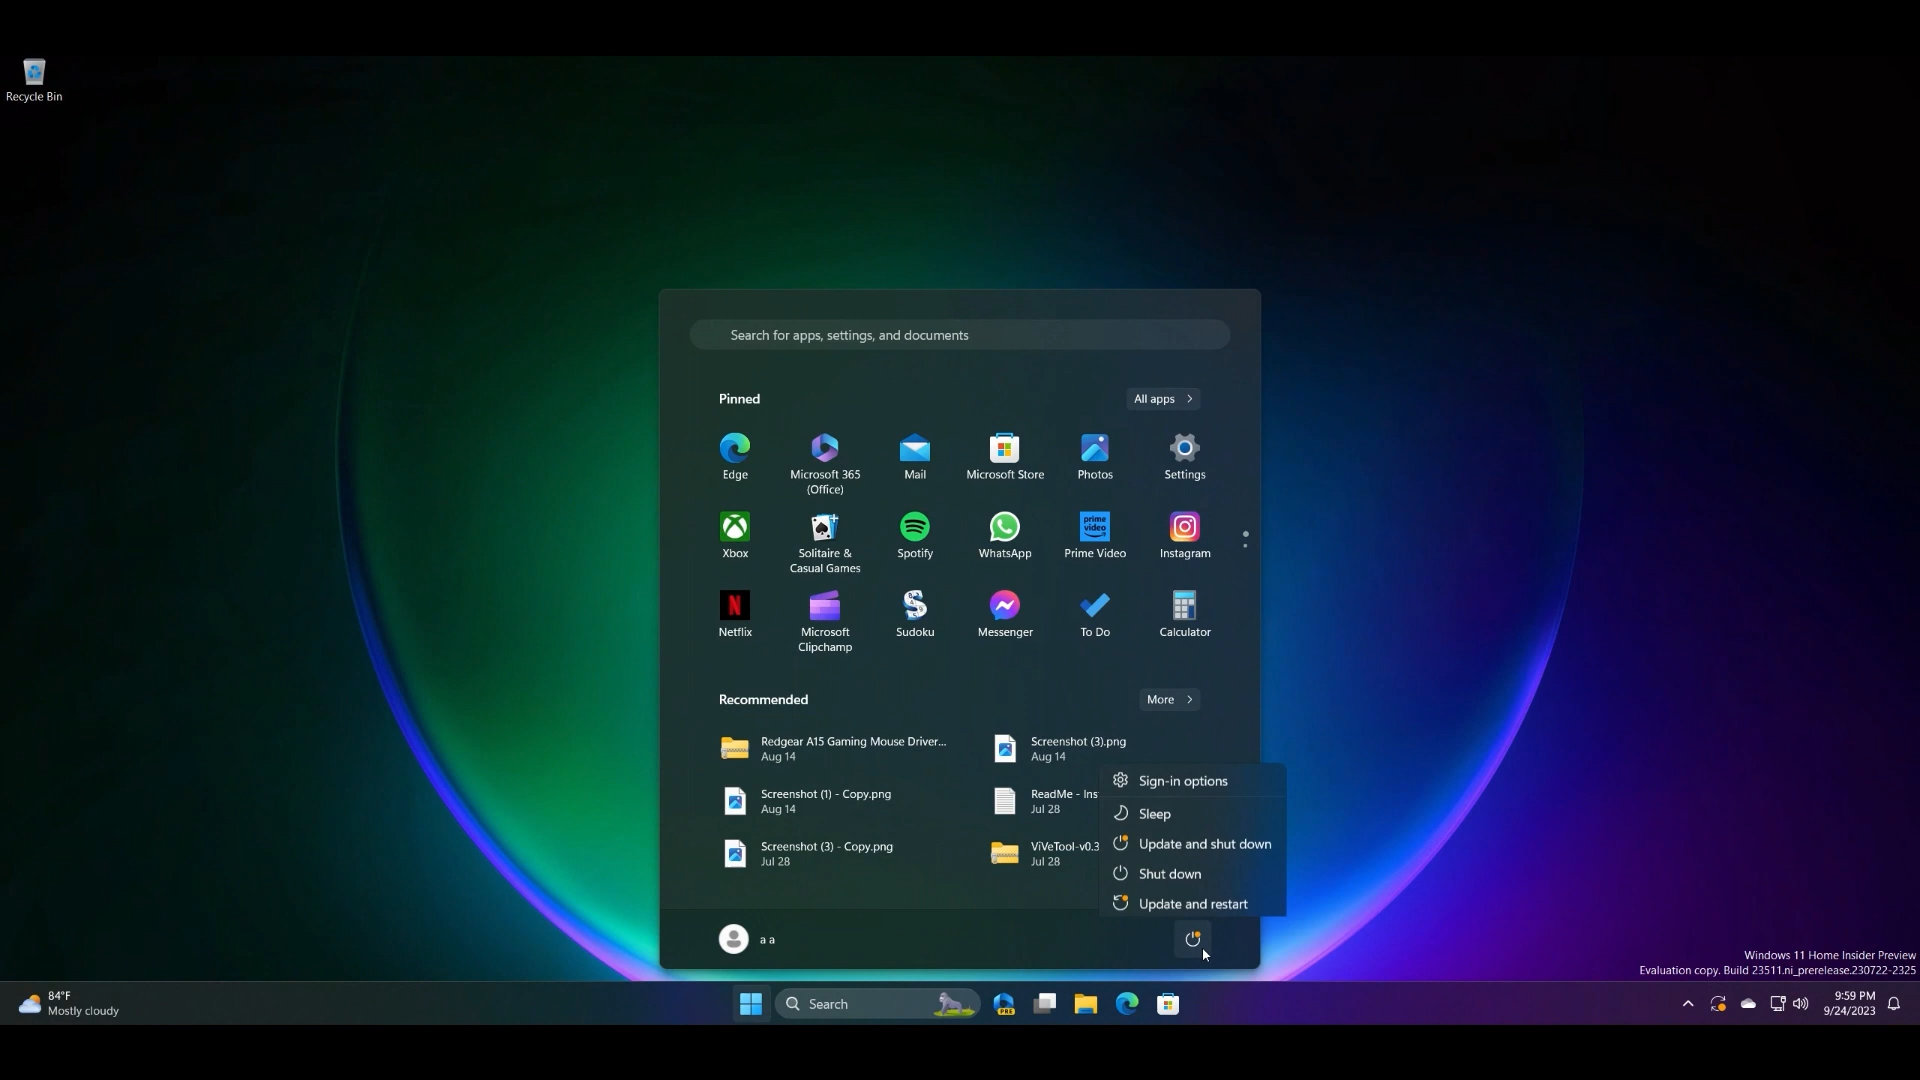 Recycle Bin
Search for apps, settings, and documents
Pinned
All apps
Edge
Microsoft 365
(Office)
Mail
Microsoft Store
Photos
Settings
Xbox
Solitaire &
Casual Games
Spotify
WhatsApp
prime
video
Prime Video
Instagram
Netflix
Microsoft
Clipchamp
Sudoku
Messenger
To Do
Calculator
Recommended
More
Redgear A15 Gaming Mouse Driver...
Aug 14
Screenshot (3).png
Aug 14
Screenshot (1) - Copy.png
Aug 14
ReadMe - Ins
Jul 28
Screenshot (3) - Copy.png
Jul 28
ViVeTool-v0.3
Jul 28
Sign-in options
Sleep
Update and shut down
Shut down
Update and restart
a a
Windows 11 Home Insider Preview
Evaluation copy. Build 23511.ni_prerelease.230722-2325
84°F
Mostly cloudy
Search
PRE
9:59 PM
9/24/2023